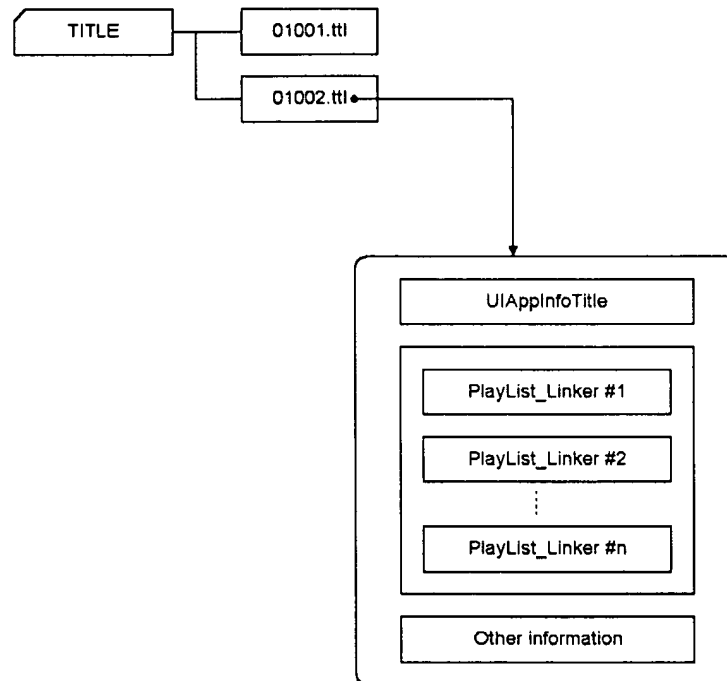 TITLE
01001.ttl
01002.ttl
UIAppInfoTitle
PlayList_Linker #1
PlayList_Linker #2
PlayList_Linker #n
Other information